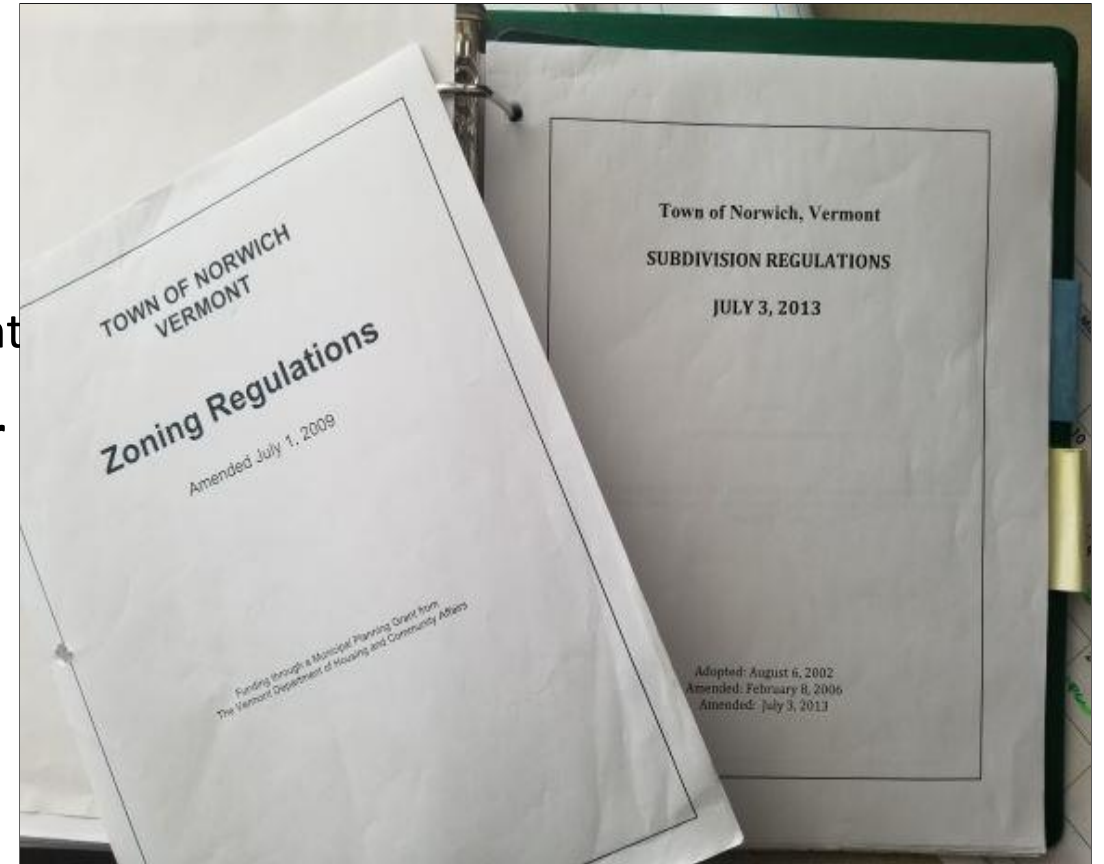 TOWN OF NORWICH
VERMONT
Zoning Regulations
Amended July 1, 2009
Funding through a Municipal Planning Grant from
The Vermont Department of Housing and Community Affairs
Town of Norwich, Vermont
SUBDIVISION REGULATIONS
JULY 3, 2013
Adopted: August 6, 2002
Amended: February 8, 2006
Amended: July 3, 2013